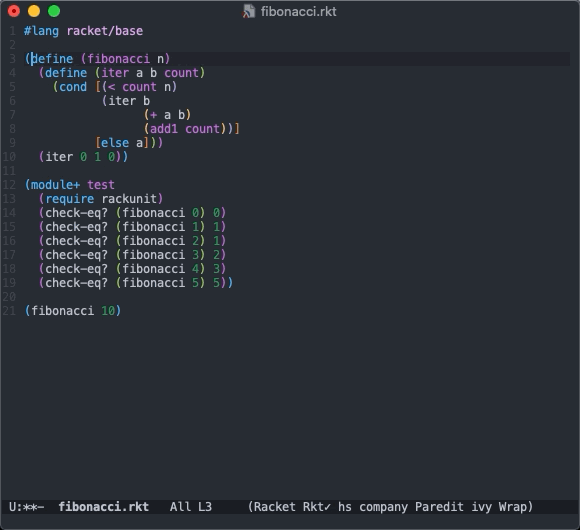 fibonacci.rkt
1 #lang racket/base
2
3 (define (fibonacci n)
4   (define (iter a b count)
5     (cond [(< count n)
6            (iter b
7                  (+ a b)
8                  (add1 count))]
9           [else a]))
10   (iter 0 1 0))
11
12 (module+ test
13   (require rackunit)
14   (check-eq? (fibonacci 0) 0)
15   (check-eq? (fibonacci 1) 1)
16   (check-eq? (fibonacci 2) 1)
17   (check-eq? (fibonacci 3) 2)
18   (check-eq? (fibonacci 4) 3)
19   (check-eq? (fibonacci 5) 5))
20
21 (fibonacci 10)
U:**-  fibonacci.rkt   All L3     (Racket Rkt✓ hs company Paredit ivy Wrap)